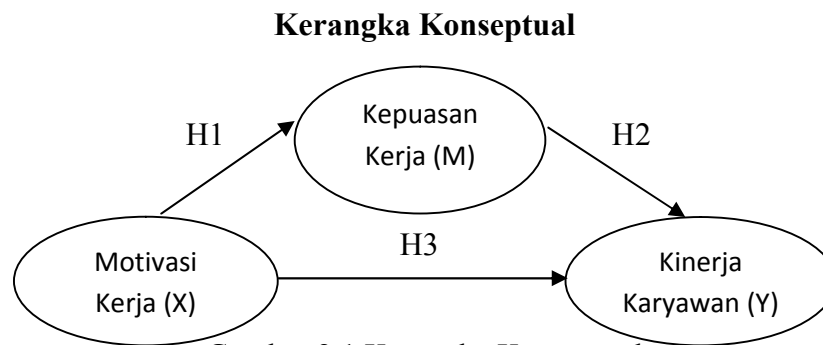 Kerangka Konseptual
Kepuasan
Kerja (M)
H1
H2
H3
Motivasi
Kerja (X)
Kinerja
Karyawan (Y)